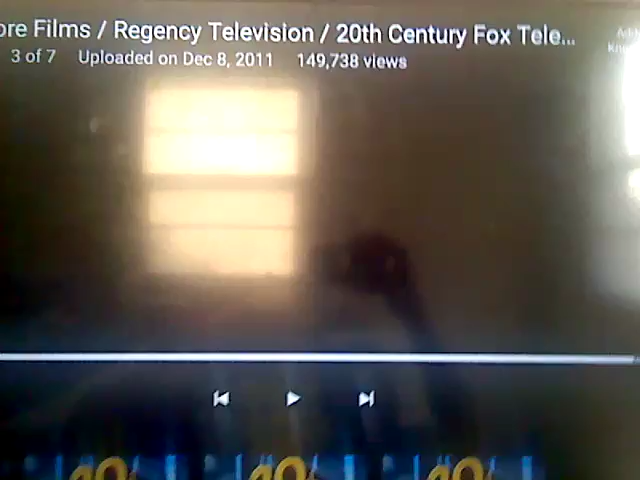 ore Films / Regency Television / 20th Century Fox Tele...
3 of 7 Uploaded on Dec 8, 2011 149,738 views